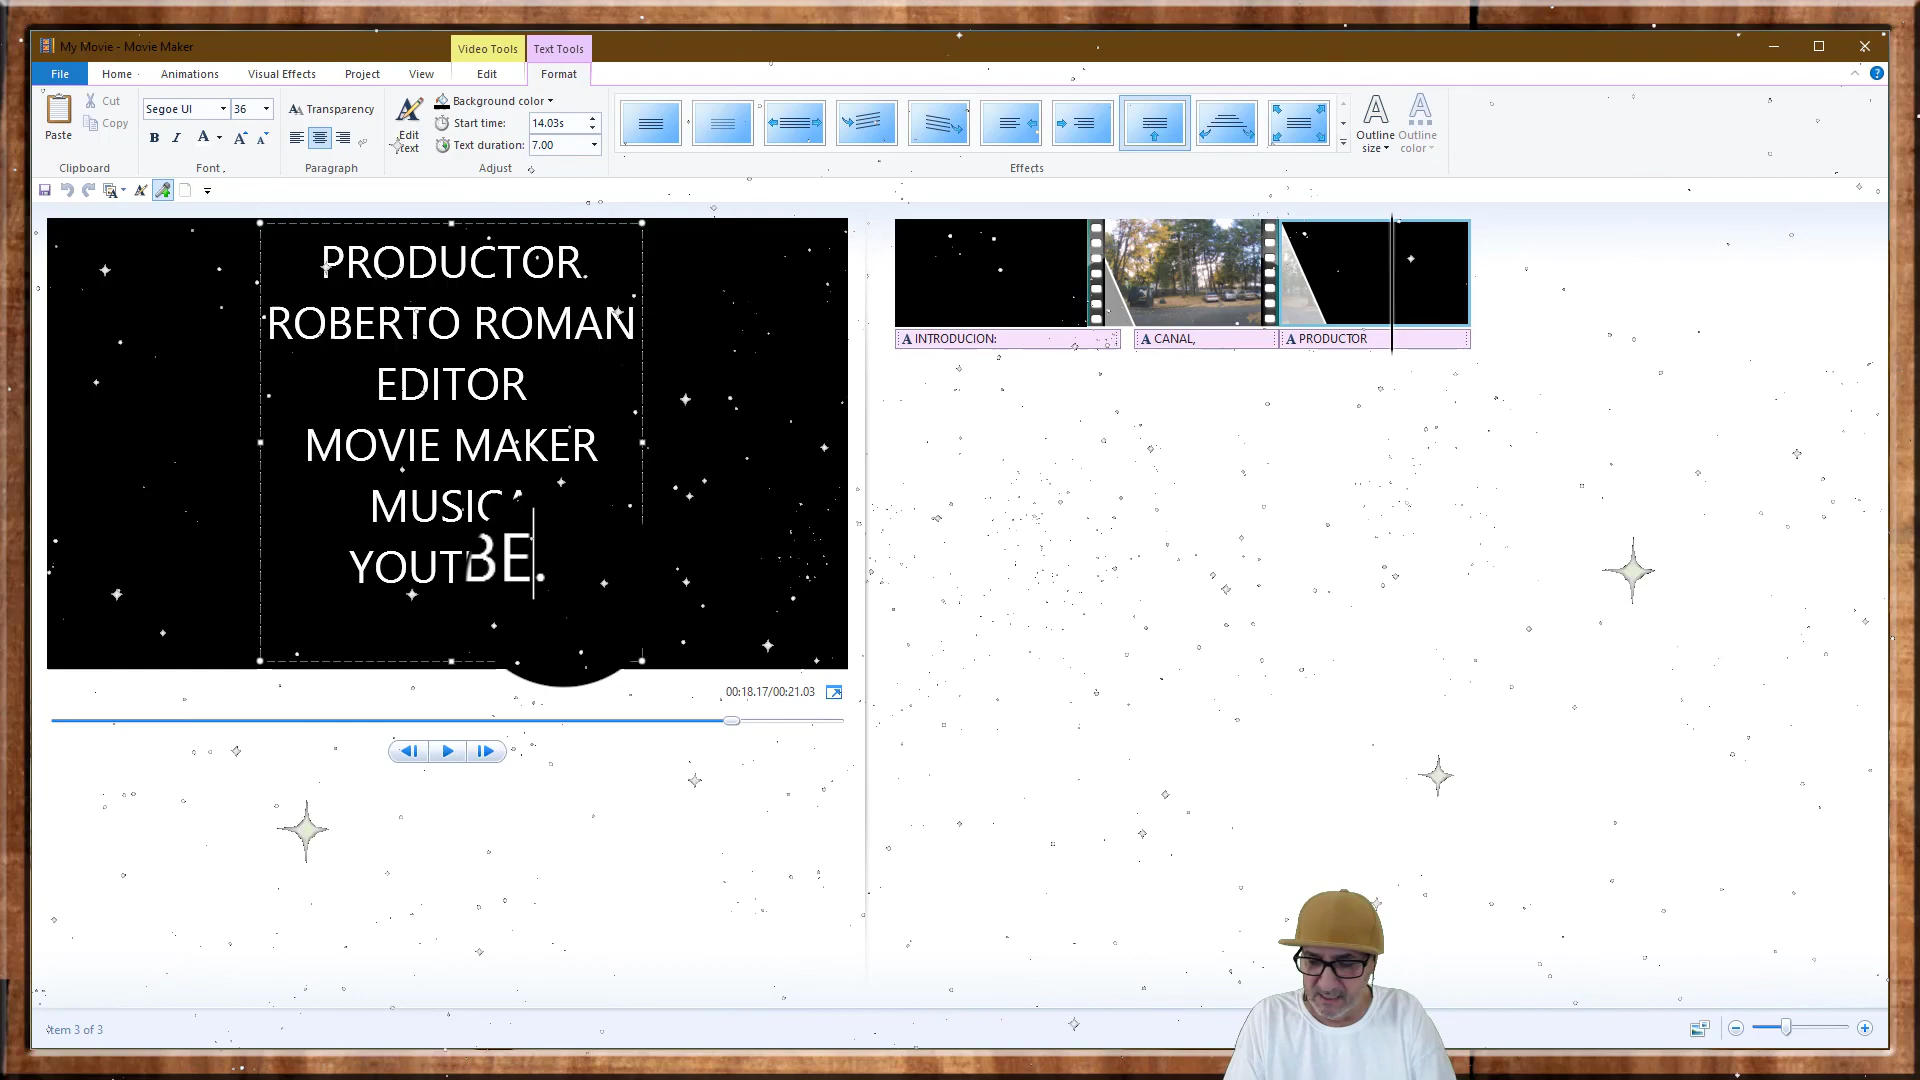 My Movie - Movie Maker
Video Tools
Text Tools
File
Home
Animations
Visual Effects
Project
View
Edit
Format
Paste
Cut
Copy
Clipboard
Segoe UI
36
Font
Transparency
Paragraph
Edit
text
Background color
Start time:
14.03s
Text duration:
7.00
Adjust
Effects
Outline
size
Outline
color
PRODUCTOR.
ROBERTO ROMAN
EDITOR
MOVIE MAKER
MUSICA
YOUTUBE.
00:18.17/00:21.03
A INTRODUCION:
A CANAL,
A PRODUCTOR
Item 3 of 3